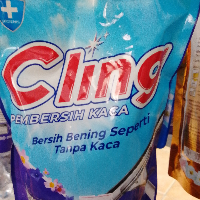 Cling
PEMBERSIH KACA
Bersih Bening Seperti
Tanpa Kaca